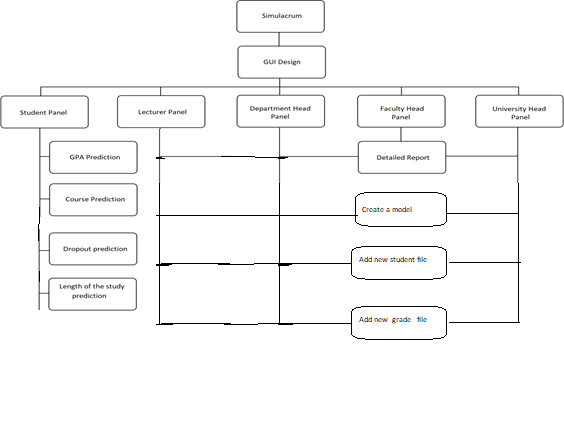 Simulacrum
GUI Design
Student Panel
Lecturer Panel
Department Head
Panel
Faculty Head
Panel
University Head
Panel
GPA Prediction
Detailed Report
Course Prediction
Create a model
Dropout prediction
Add new student file
Length of the study
prediction
Add new grade file